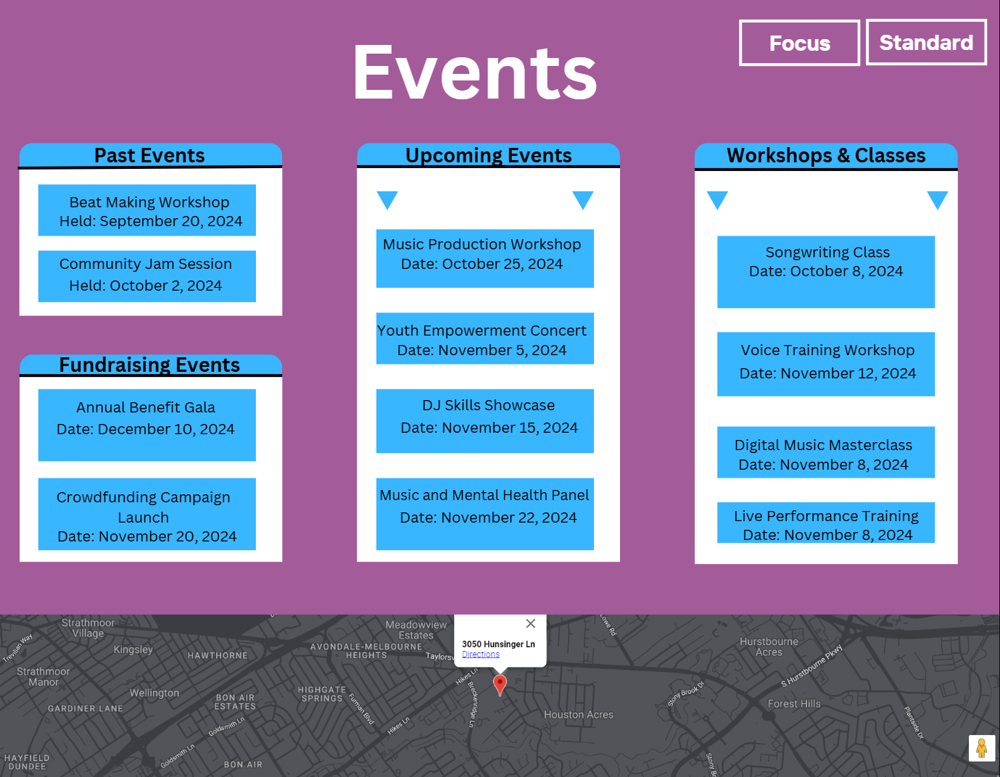 Focus
Standard
Events
Past Events
Beat Making Workshop
Held: September 20, 2024
Community Jam Session
Held: October 2, 2024
Fundraising Events
Annual Benefit Gala
Date: December 10, 2024
Crowdfunding Campaign
Launch
Date: November 20, 2024
Upcoming Events
Music Production Workshop
Date: October 25, 2024
Youth Empowerment Concert
Date: November 5, 2024
DJ Skills Showcase
Date: November 15, 2024
Music and Mental Health Panel
Date: November 22, 2024
Workshops & Classes
Songwriting Class
Date: October 8, 2024
Voice Training Workshop
Date: November 12, 2024
Digital Music Masterclass
Date: November 8, 2024
Live Performance Training
Date: November 8, 2024
Strathmoor
Village
Trevilian Way
Kingsley
HAWTHORNE
Strathmoor
Manor
Wellington
GARDINER LANE
BON AIR
ESTATES
Goldsmith Ln
Goldsmith Ln
HAYFIELD
DUNDEE
BON AIR
AVONDALE-MELBOURNE
HEIGHTS
HIGHGATE
SPRINGS
Furman Blvd
Hikes Ln
Meadowview
Estates
Taylorsv
3050 Hunsinger Ln
Directions
Hikes Ln
Breckenridge Ln
Houston Acres
Lowe Rd
Stony Brook Dr
Stony Br
Hurstbourne
Acres
S Hurstbourne Pkwy
Forest Hills
Plantside Dr